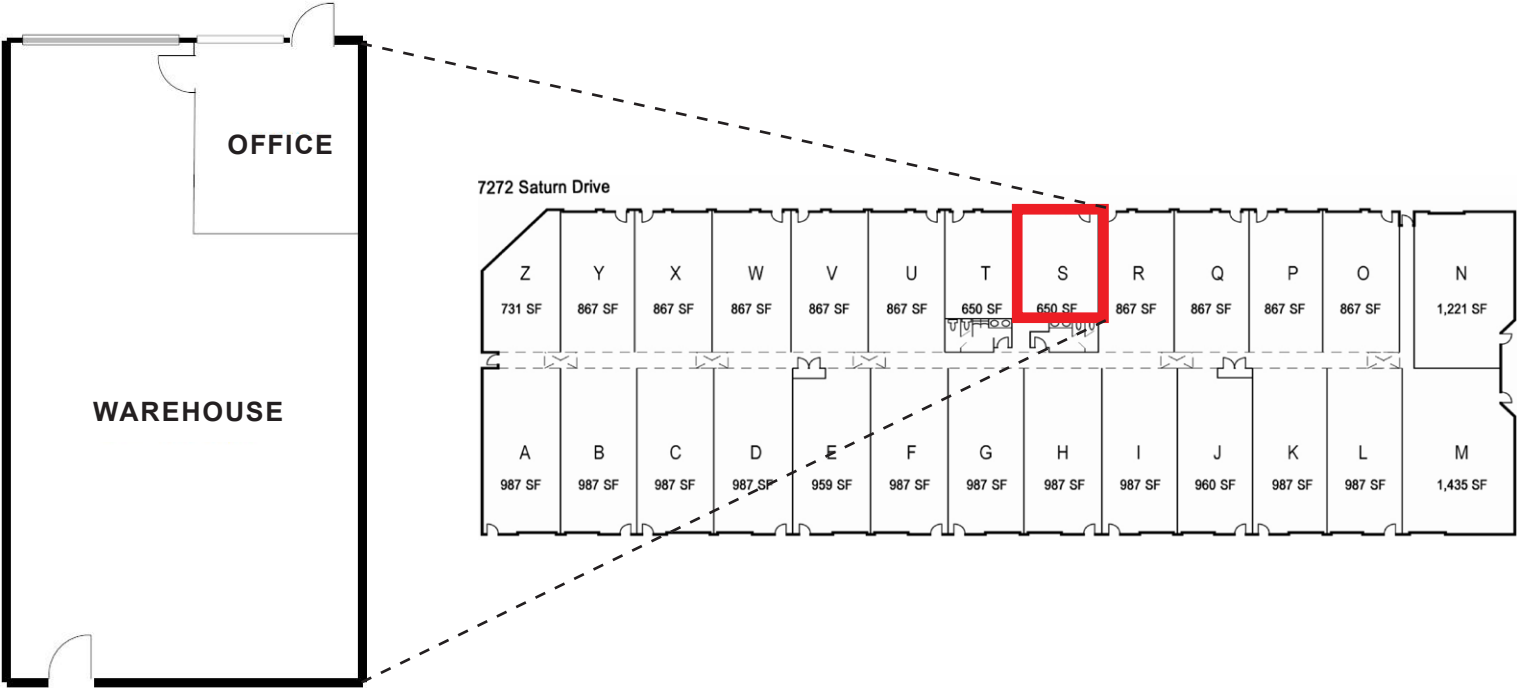 OFFICE
WAREHOUSE
7272 Saturn Drive
Z Y X W V U T S R Q P O N
731 SF 867 SF 867 SF 867 SF 867 SF 867 SF 650 SF 650 SF 867 SF 867 SF 867 SF 867 SF 1,221 SF
A B C D E F G H I J K L M
987 SF 987 SF 987 SF 987 SF 959 SF 987 SF 987 SF 987 SF 987 SF 960 SF 987 SF 987 SF 1,435 SF